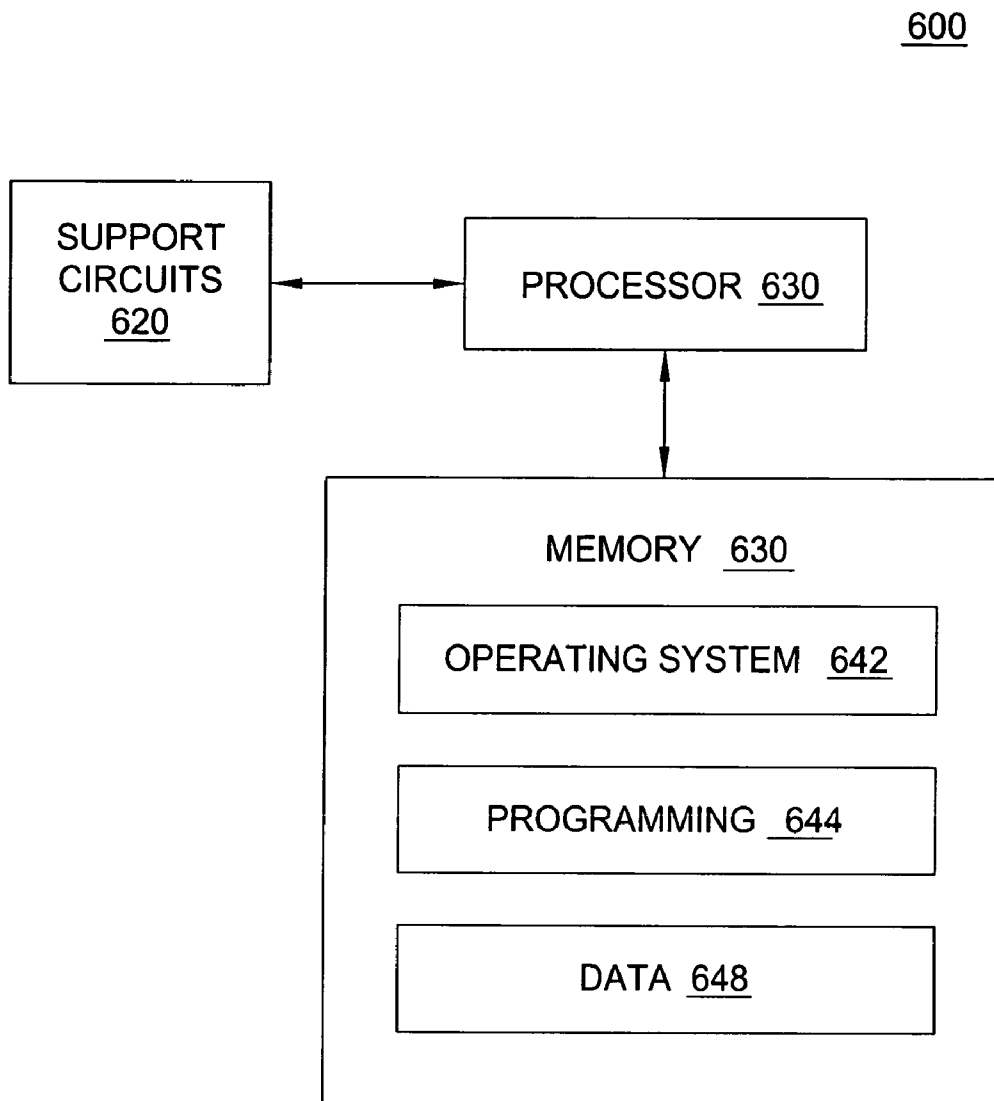 600
SUPPORT
CIRCUITS
620
PROCESSOR 630
MEMORY 630
OPERATING SYSTEM 642
PROGRAMMING 644
DATA 648